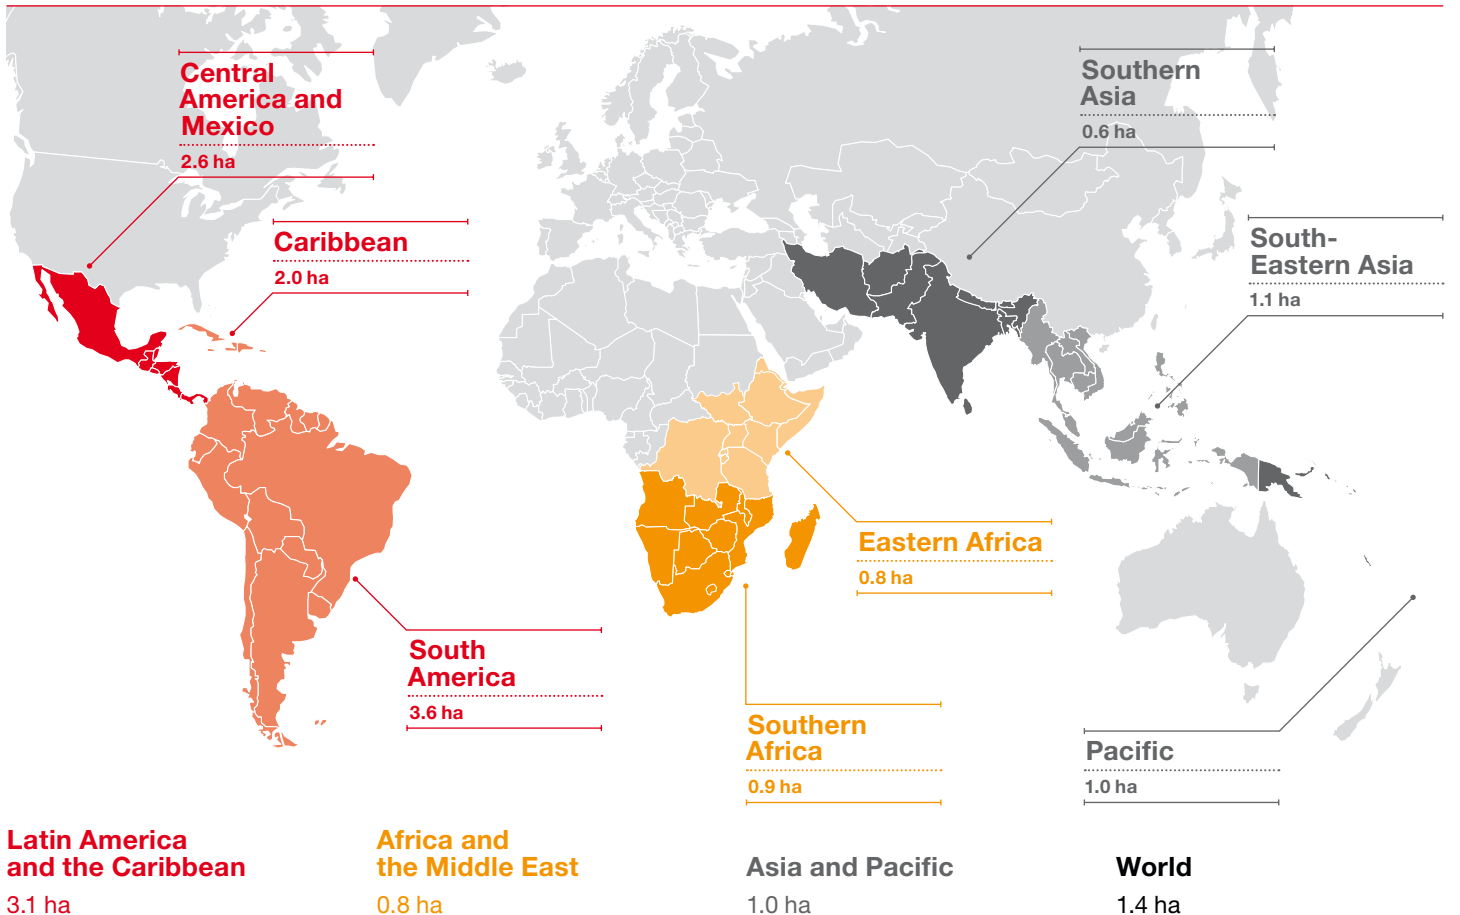 Central
America and
Mexico
2.6 ha
Caribbean
2.0 ha
South
America
3.6 ha
Eastern Africa
0.8 ha
Southern
Africa
0.9 ha
Southern
Asia
0.6 ha
South-
Eastern Asia
1.1 ha
Pacific
1.0 ha
Latin America
and the Caribbean
3.1 ha
Africa and
the Middle East
0.8 ha
Asia and Pacific
1.0 ha
World
1.4 ha